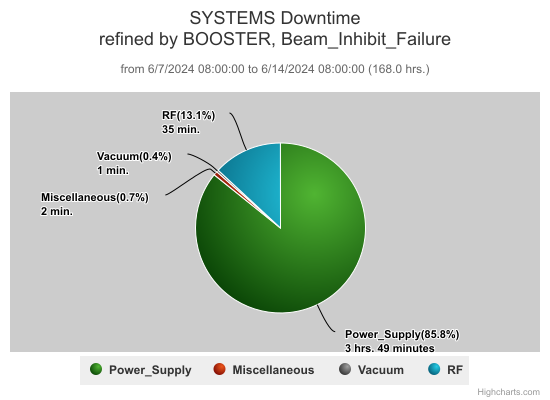 SYSTEMS Downtime
refined by BOOSTER, Beam_Inhibit_Failure
from 6/7/2024 08:00:00 to 6/14/2024 08:00:00 (168.0 hrs.)
RF(13.1%)
35 min.
Vacuum(0.4%)
1 min.
Miscellaneous(0.7%)
2 min.
Power_Supply(85.8%)
3 hrs. 49 minutes
Power_Supply Miscellaneous Vacuum RF
Highcharts.com